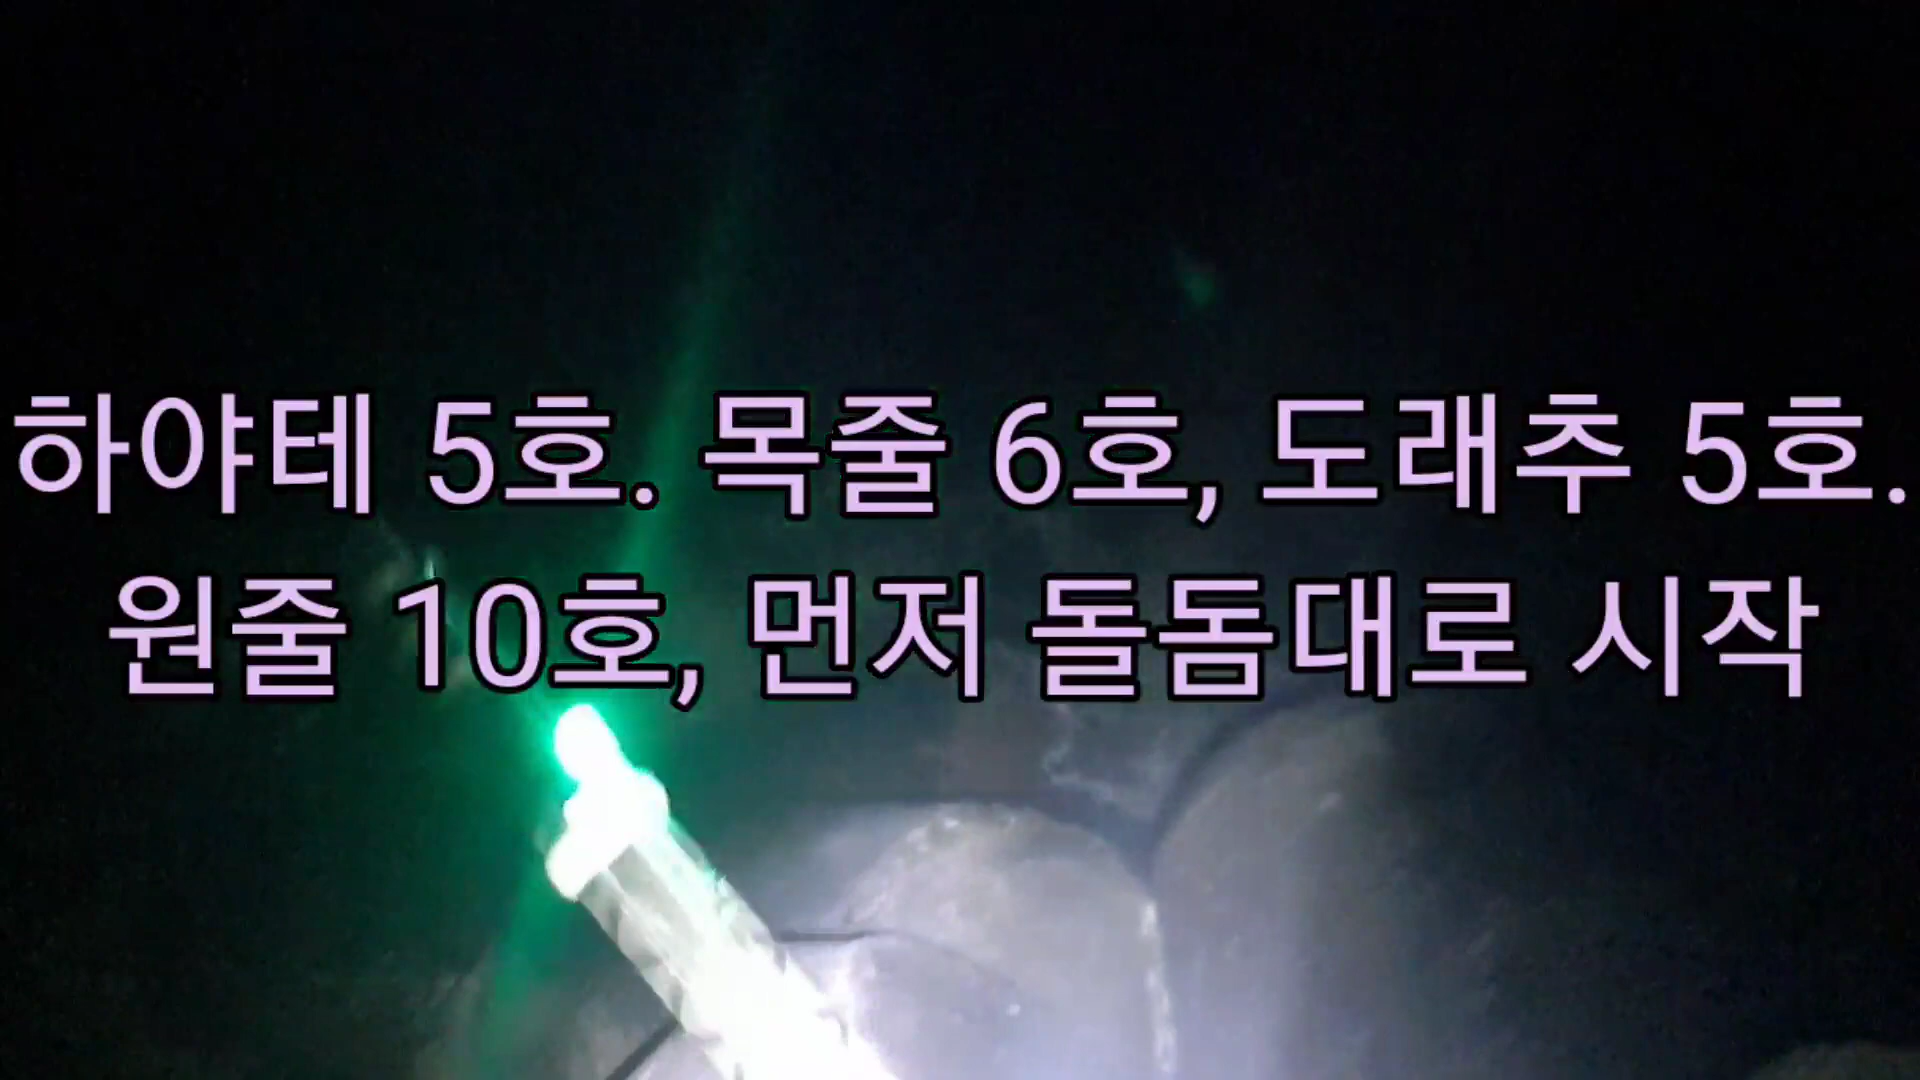 하야테 5호. 목줄 6호, 도래추 5호.
원줄 10호, 먼저 돌돔대로 시작